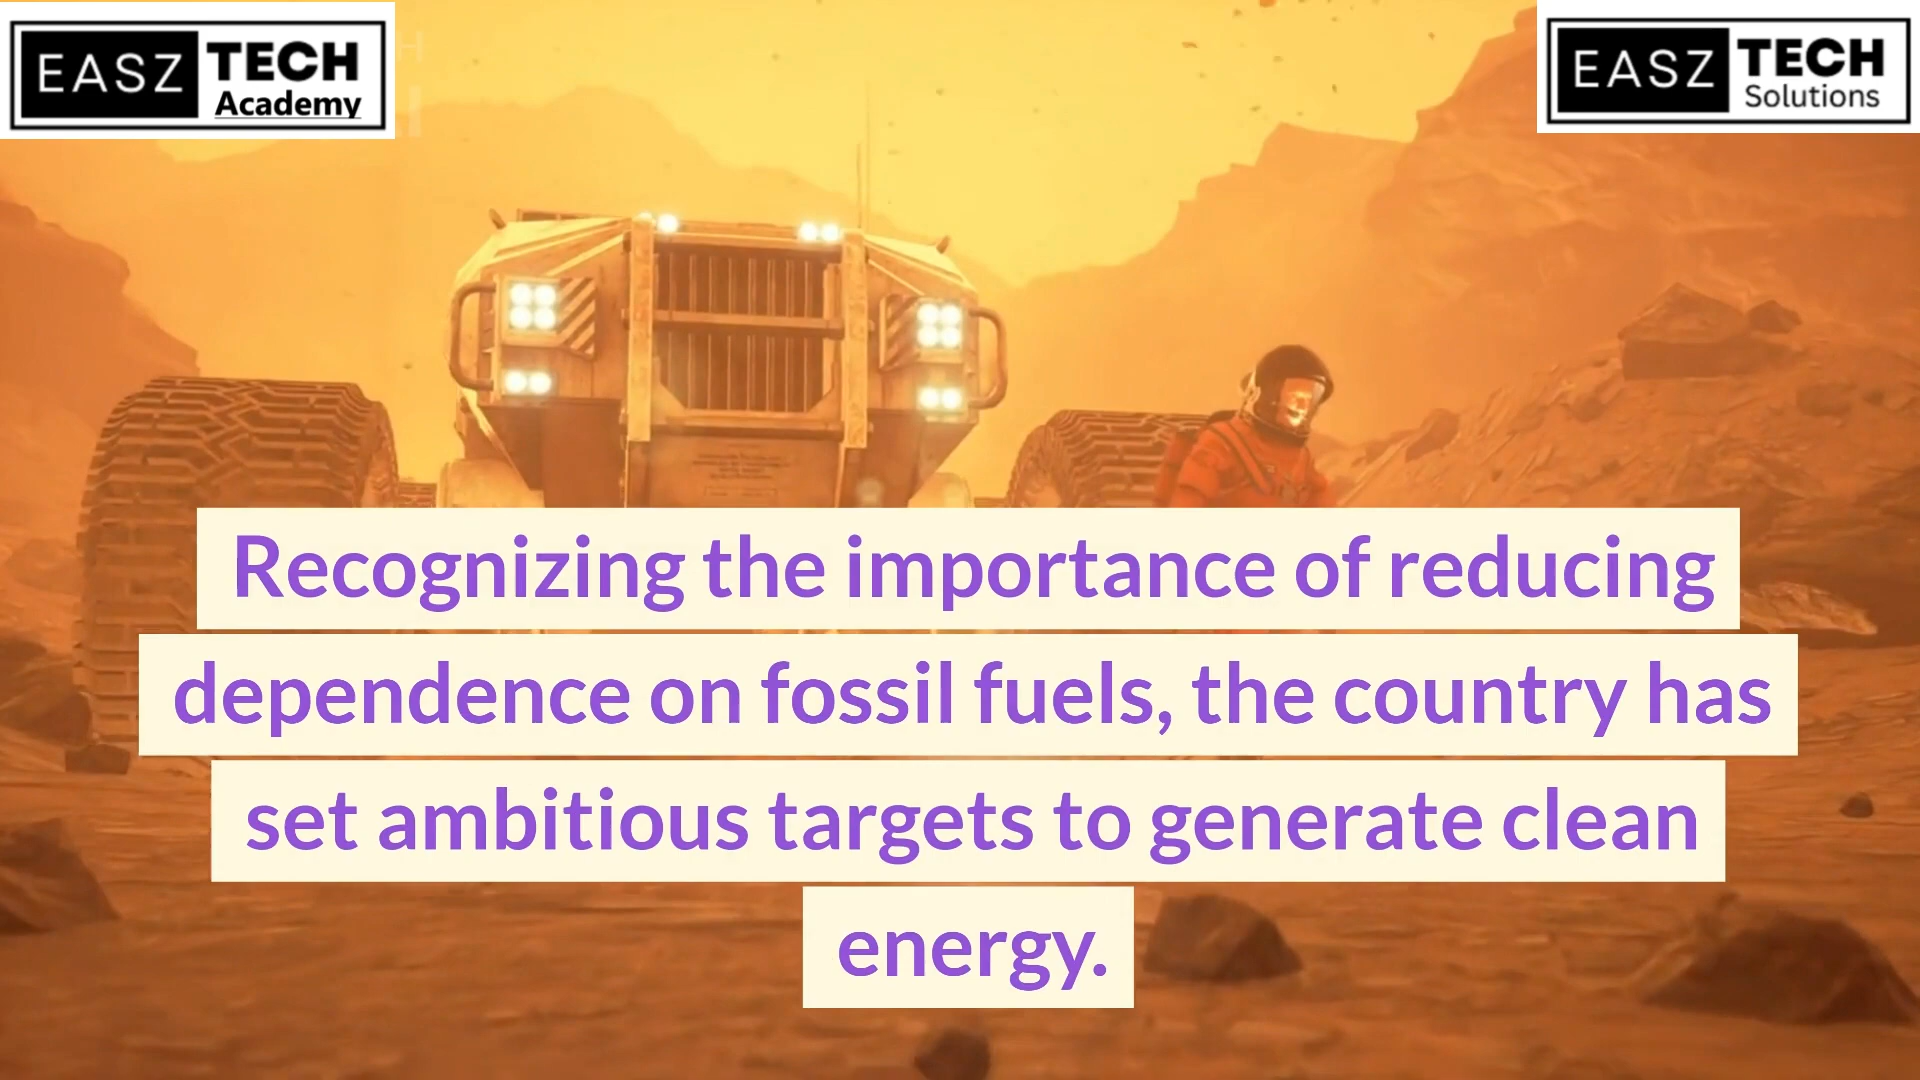 EASZ TECH
Academy
EASZ TECH
Solutions
Recognizing the importance of reducing
dependence on fossil fuels, the country has
set ambitious targets to generate clean
energy.